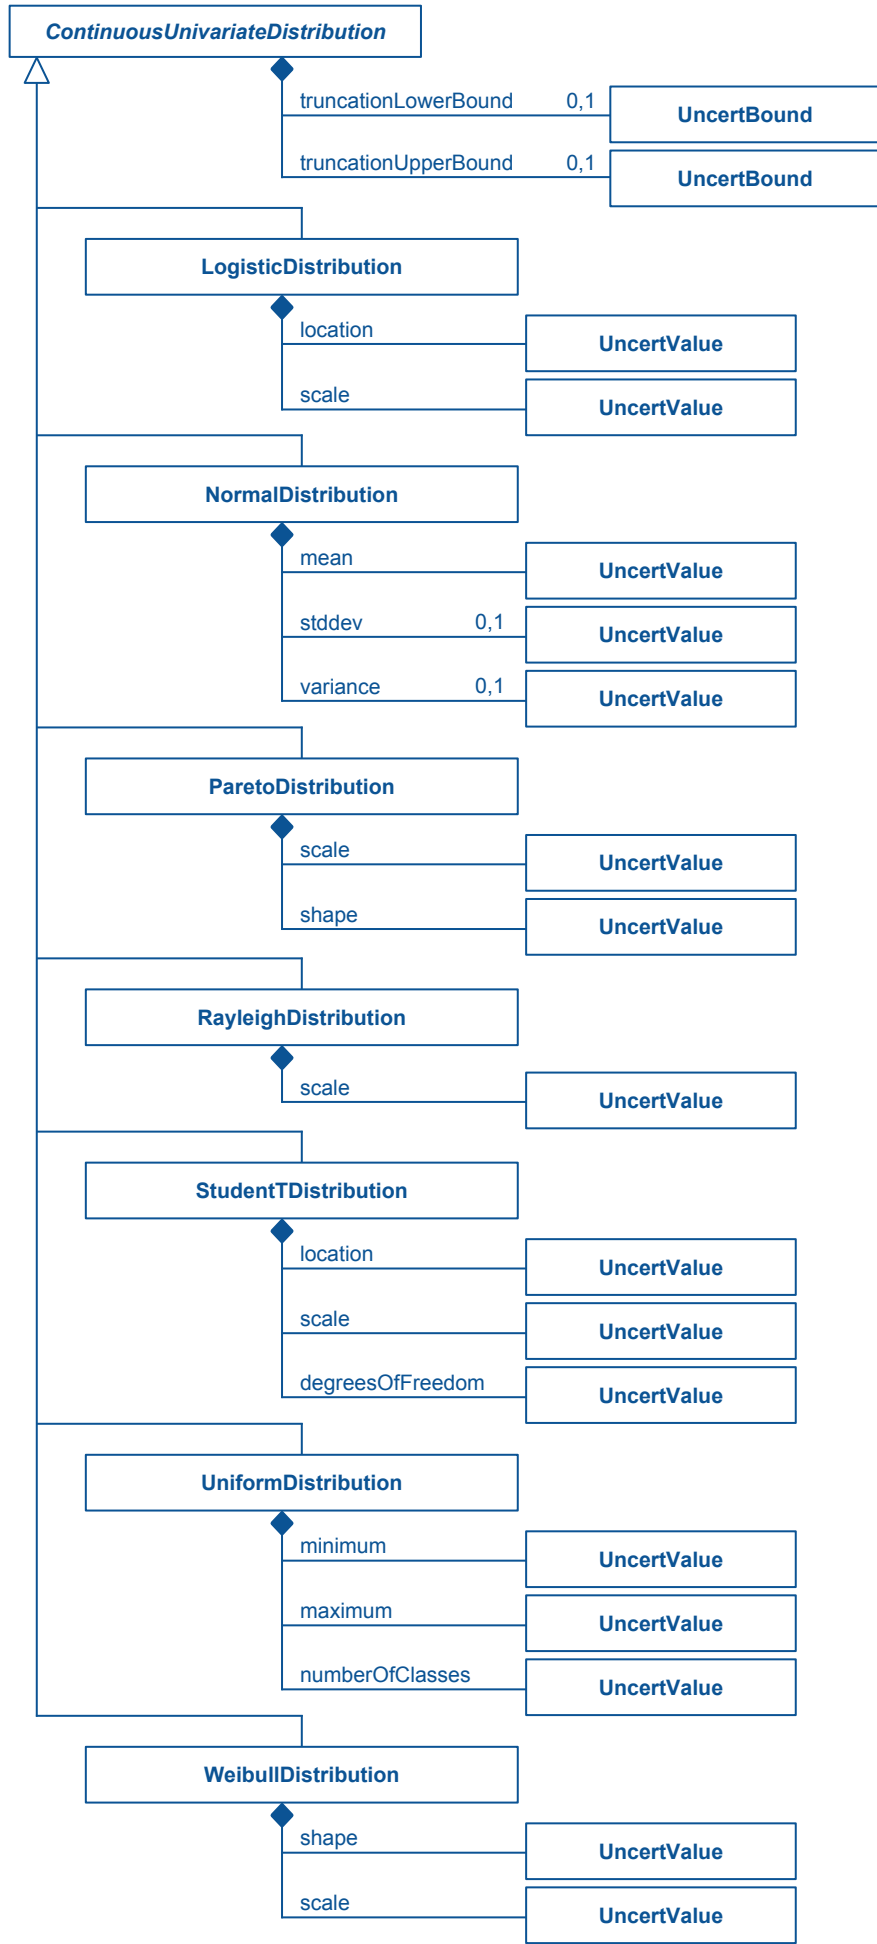 ContinuousUnivariateDistribution
truncationLowerBound 0,1 UncertBound
truncationUpperBound 0,1 UncertBound
LogisticDistribution
location UncertValue
scale UncertValue
NormalDistribution
mean UncertValue
stddev 0,1 UncertValue
variance 0,1 UncertValue
ParetoDistribution
scale UncertValue
shape UncertValue
RayleighDistribution
scale UncertValue
StudentTDistribution
location UncertValue
scale UncertValue
degreesOfFreedom UncertValue
UniformDistribution
minimum UncertValue
maximum UncertValue
numberOfClasses UncertValue
WeibullDistribution
shape UncertValue
scale UncertValue